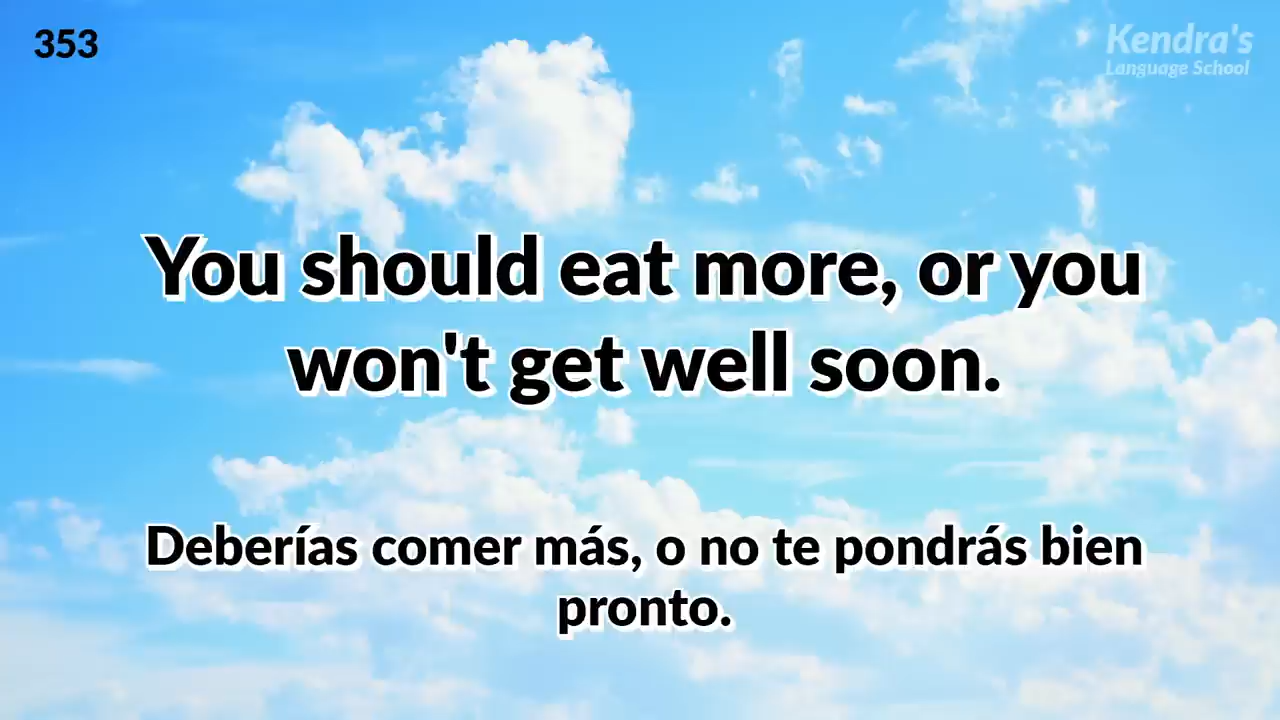 353
Kendra's
Language School
You should eat more, or you
won't get well soon.
Deberías comer más, o no te pondrás bien
pronto.